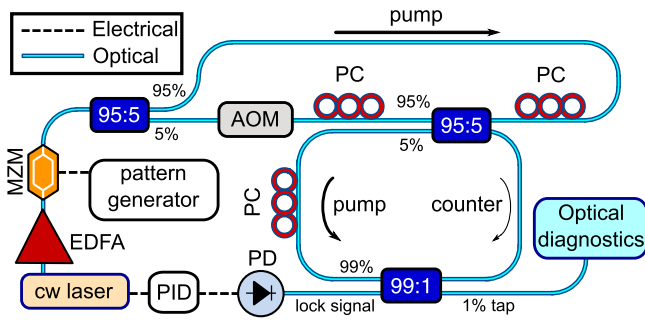 pump
Electrical
Optical
PC
PC
95%
95:5
5%
AOM
95%
95:5
5%
MZM
pattern
generator
PC
pump
counter
Optical
diagnostics
EDFA
PD
99%
cw laser
PID
lock signal
99:1
1% tap